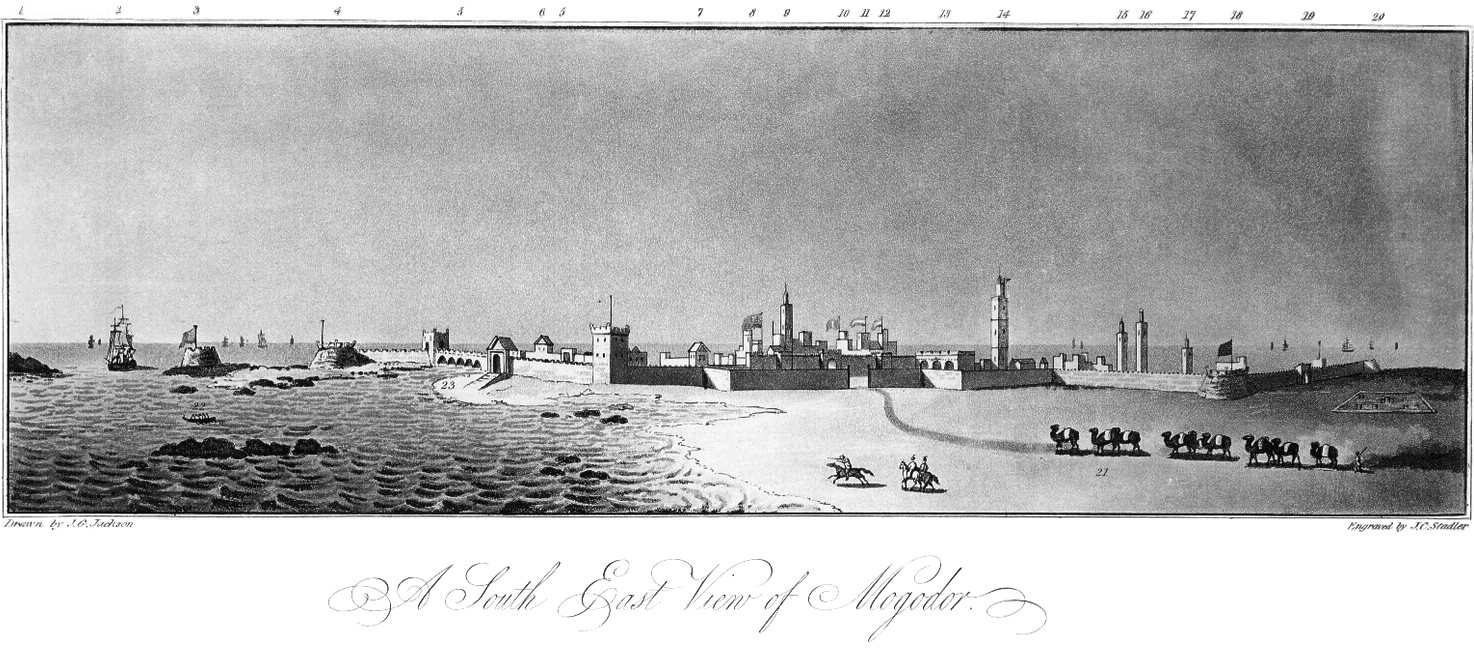 1 2 3 4 5 6 5 7 8 9 10 11 12 13 14 15 16 17 18 19 20
23
22
21
Drawn by J.G. Jackson
Engraved by J.C. Stadler
A South East View of Mogodor.